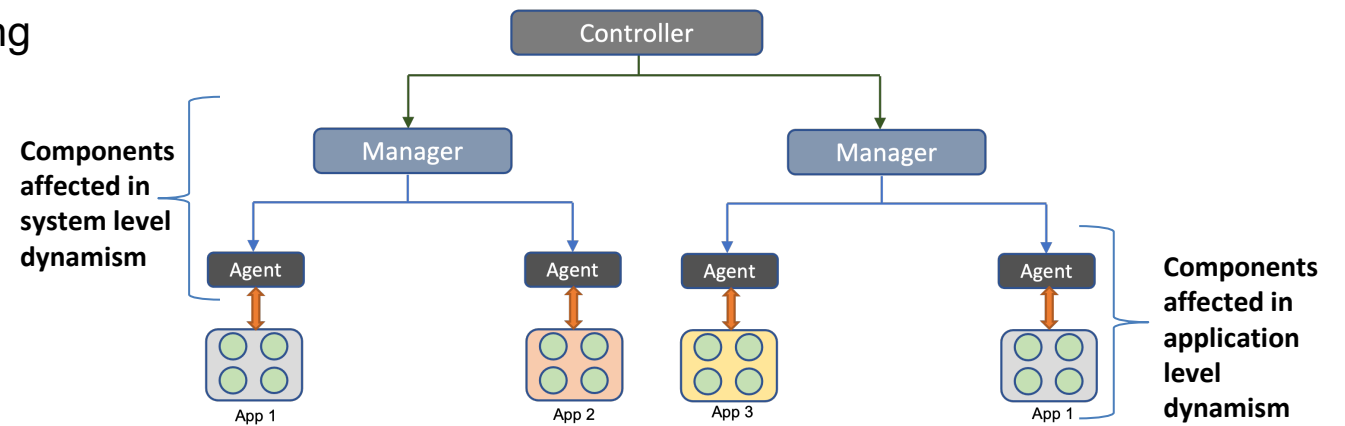 ng
Controller
Manager
Manager
Components
affected in
system level
dynamism
Agent
Agent
Agent
Agent
Components
affected in
application
level
dynamism
App 1
App 2
App 3
App 1